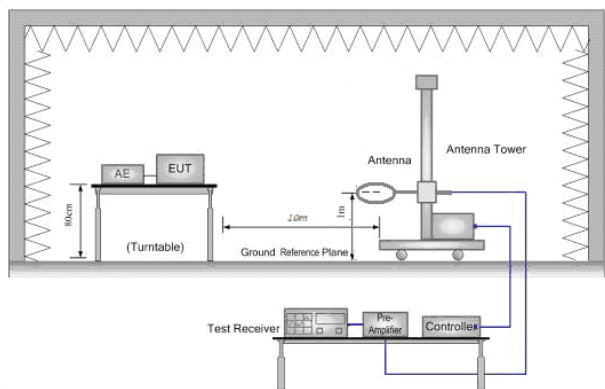 Antenna
Antenna Tower
AE
EUT
80cm
(Turntable)
10m
1m
Ground Reference Plane
Test Receiver
Pre-
Amplifier
Controller